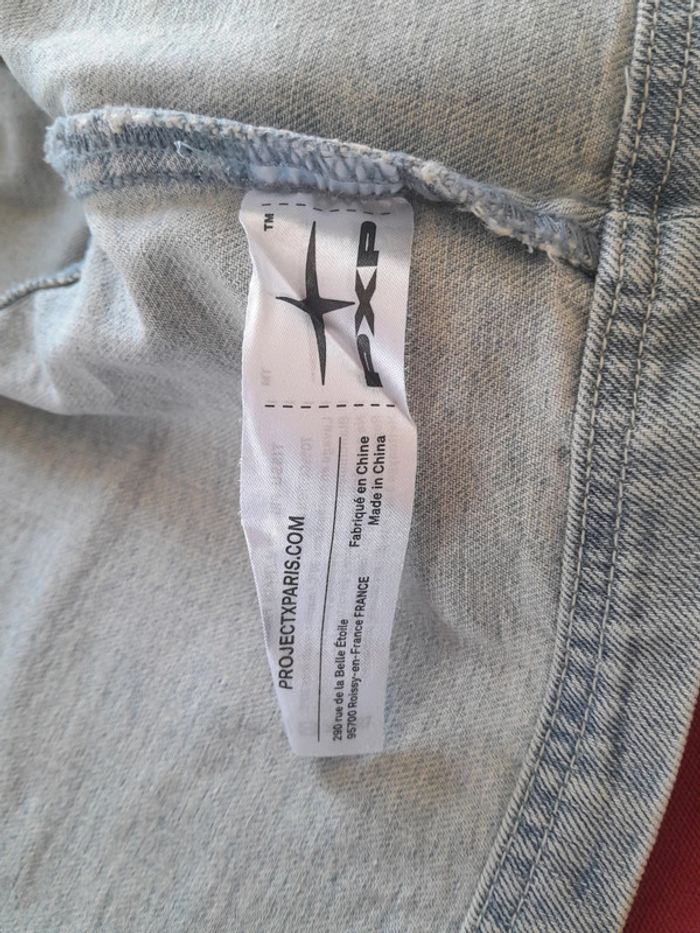 PXP
TM
PROJECTXPARIS.COM
290 rue de la Belle Étoile
95700 Roissy-en-France FRANCE
Fabriqué en Chine
Made in China